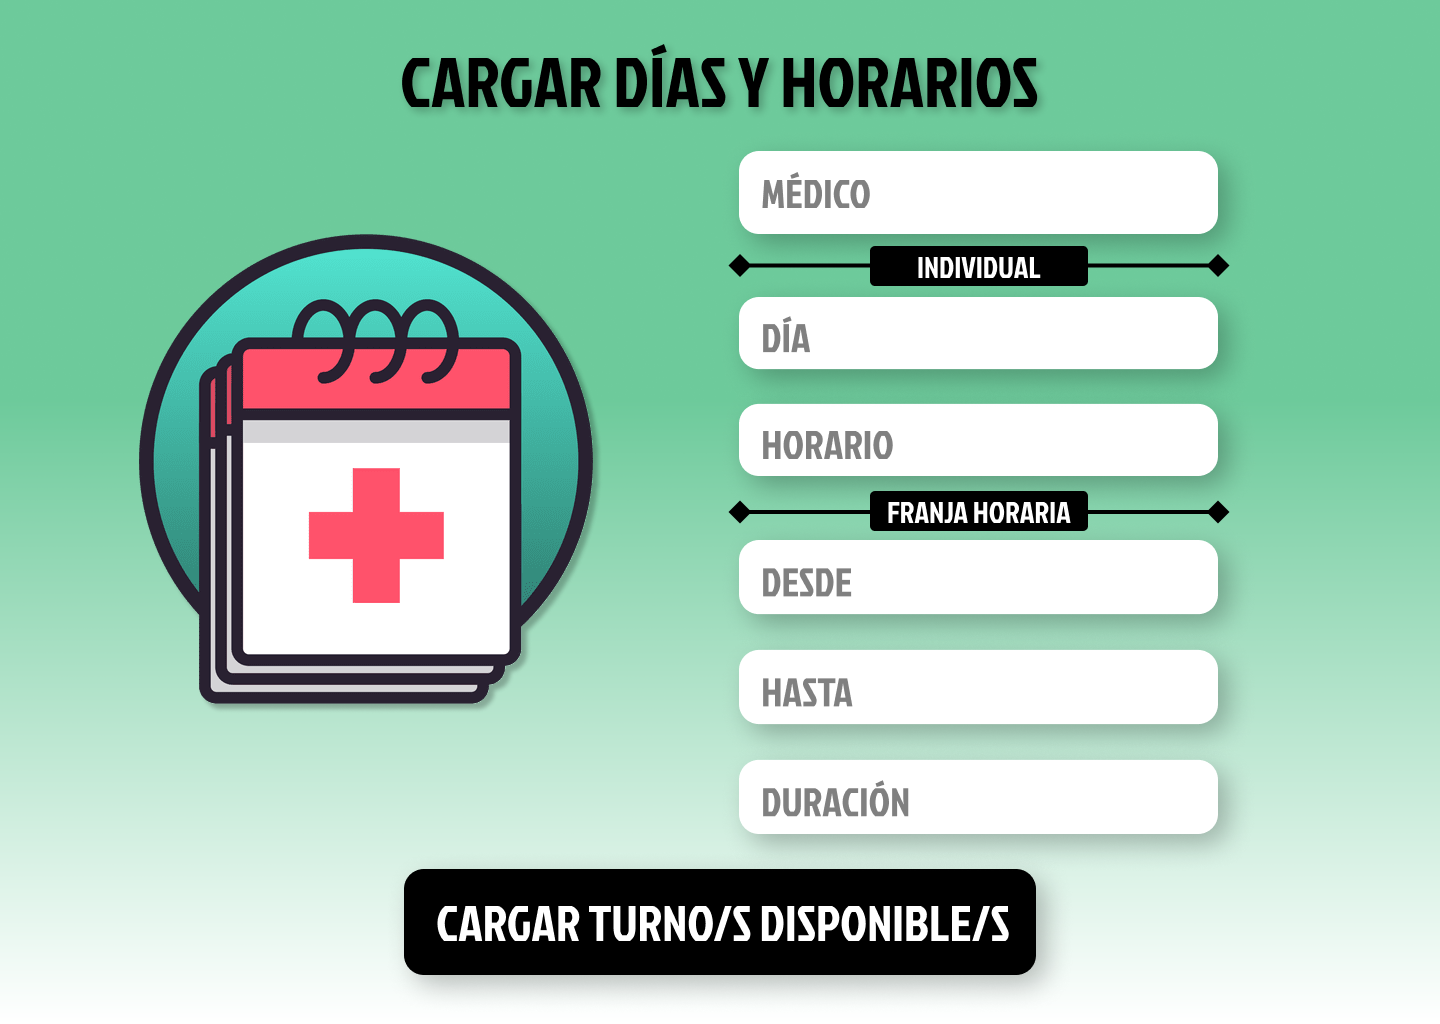 CARGAR DÍAS Y HORARIOS
MÉDICO
INDIVIDUAL
DÍA
HORARIO
FRANJA HORARIA
DESDE
HASTA
DURACIÓN
CARGAR TURNO/S DISPONIBLE/S